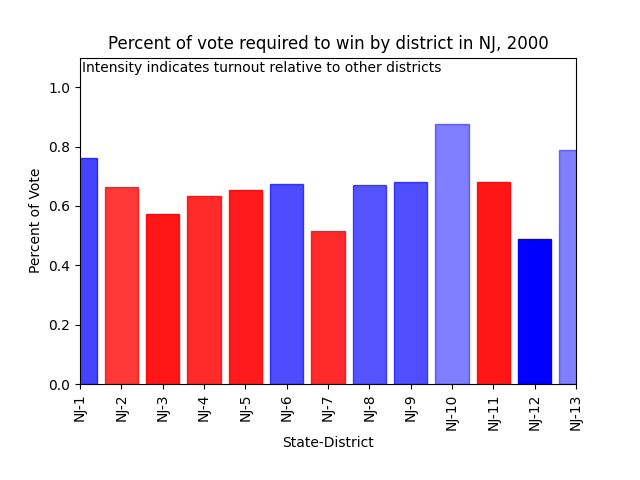 Percent of vote required to win by district in NJ, 2000
Intensity indicates turnout relative to other districts
Percent of Vote
1.0
0.8
0.6
0.4
0.2
0.0
NJ-1
NJ-2
NJ-3
NJ-4
NJ-5
NJ-6
NJ-7
NJ-8
NJ-9
NJ-10
NJ-11
NJ-12
NJ-13
State-District